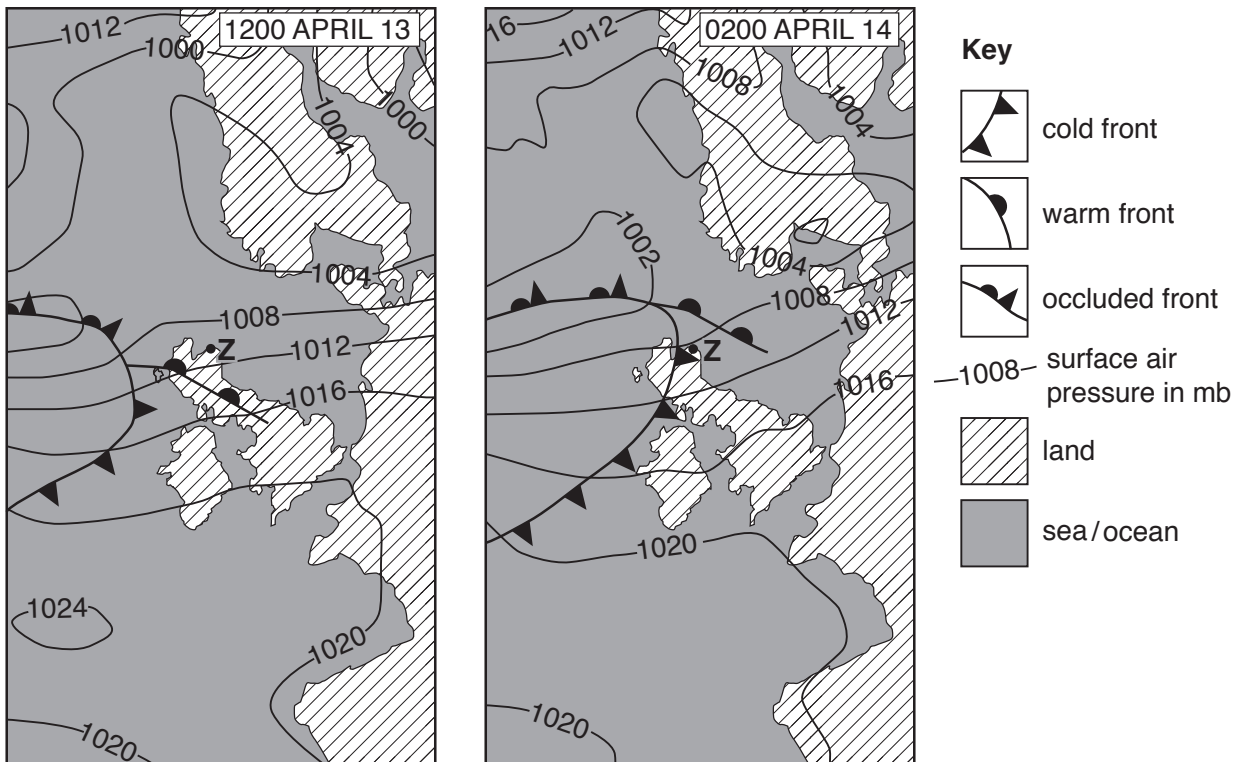 1200 APRIL 13
1012
1000
1004
1000
1004
1008
Z
1012
1016
1024
1020
1020
0200 APRIL 14
16
1012
1008
1004
1002
1004
1008
1012
Z
1016
1020
1020
Key
cold front
warm front
occluded front
1008
surface air
pressure in mb
land
sea/ocean